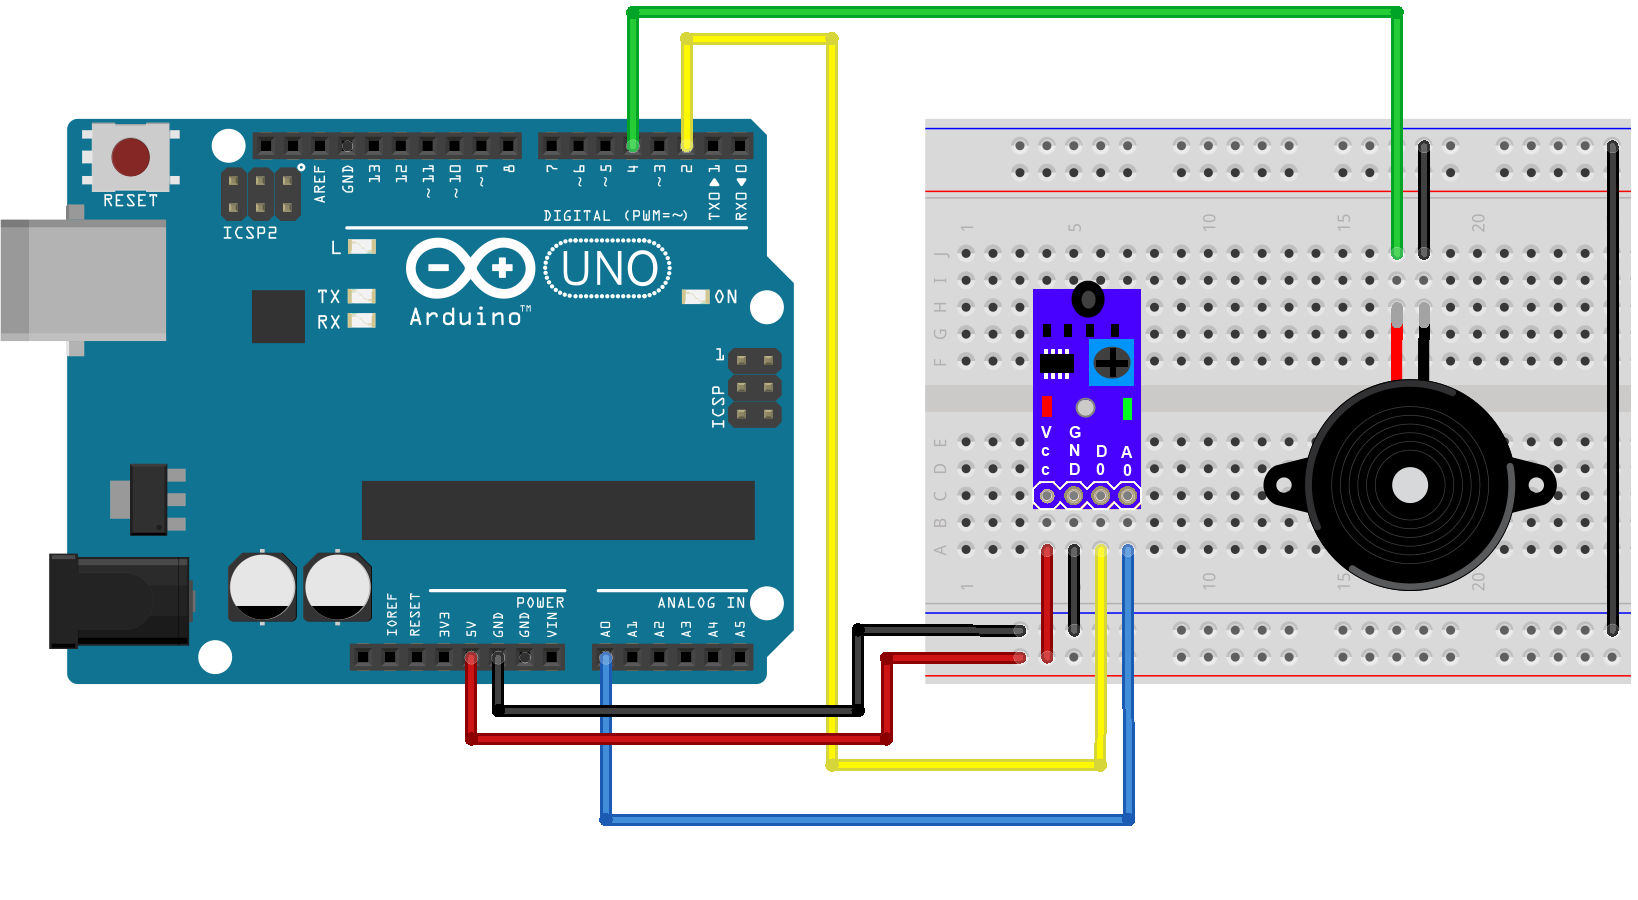 RESET
ICSP2
AREF
GND
13
12
~11
~10
~9
8
7
~6
~5
4
~3
2
TX0▶1
RX0◀0
DIGITAL (PWM=~)
L
TX
RX
UNO
Arduino™
ON
1
ICSP
IOREF
RESET
3V3
5V
GND
GND
VIN
POWER
A0
A1
A2
A3
A4
A5
ANALOG IN
1
5
10
15
20
J
I
H
G
F
E
D
C
B
A
Vcc
GND
D0
A0
1
10
15
20